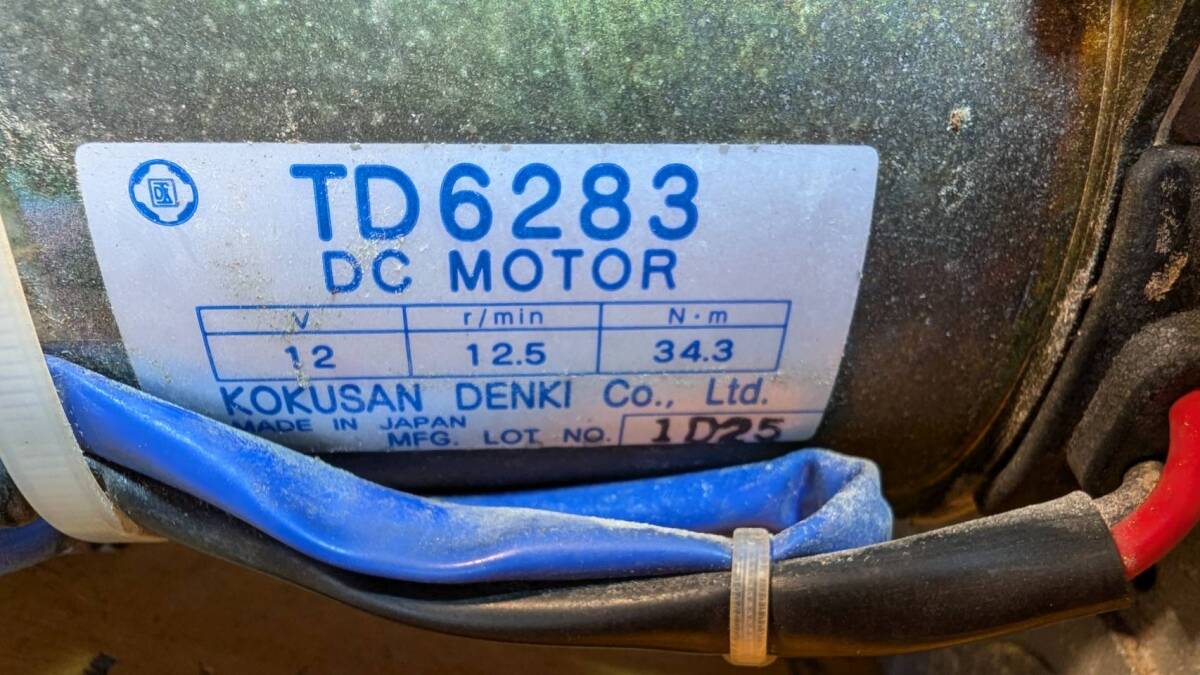 TD6283
DC MOTOR
V r/min N·m
12 12.5 34.3
KOKUSAN DENKI Co., Ltd.
MADE IN JAPAN
MFG. LOT NO. 1D25